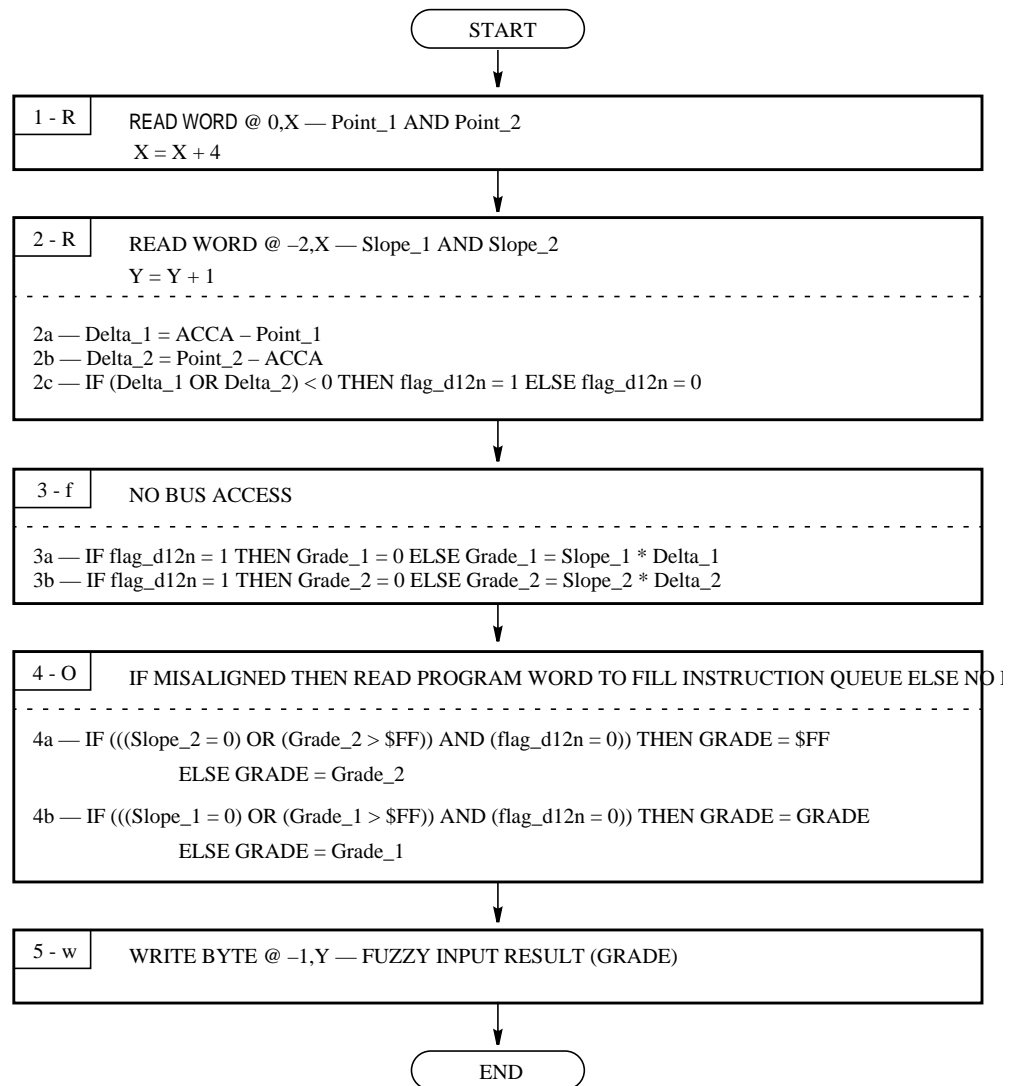 START
1 - R
READ WORD @ 0,X — Point_1 AND Point_2
X = X + 4
2 - R
READ WORD @ –2,X — Slope_1 AND Slope_2
Y = Y + 1
2a — Delta_1 = ACCA – Point_1
2b — Delta_2 = Point_2 – ACCA
2c — IF (Delta_1 OR Delta_2) < 0 THEN flag_d12n = 1 ELSE flag_d12n = 0
3 - f
NO BUS ACCESS
3a — IF flag_d12n = 1 THEN Grade_1 = 0 ELSE Grade_1 = Slope_1 * Delta_1
3b — IF flag_d12n = 1 THEN Grade_2 = 0 ELSE Grade_2 = Slope_2 * Delta_2
4 - O
IF MISALIGNED THEN READ PROGRAM WORD TO FILL INSTRUCTION QUEUE ELSE NO
4a — IF (((Slope_2 = 0) OR (Grade_2 > $FF)) AND (flag_d12n = 0)) THEN GRADE = $FF
ELSE GRADE = Grade_2
4b — IF (((Slope_1 = 0) OR (Grade_1 > $FF)) AND (flag_d12n = 0)) THEN GRADE = GRADE
ELSE GRADE = Grade_1
5 - w
WRITE BYTE @ –1,Y — FUZZY INPUT RESULT (GRADE)
END